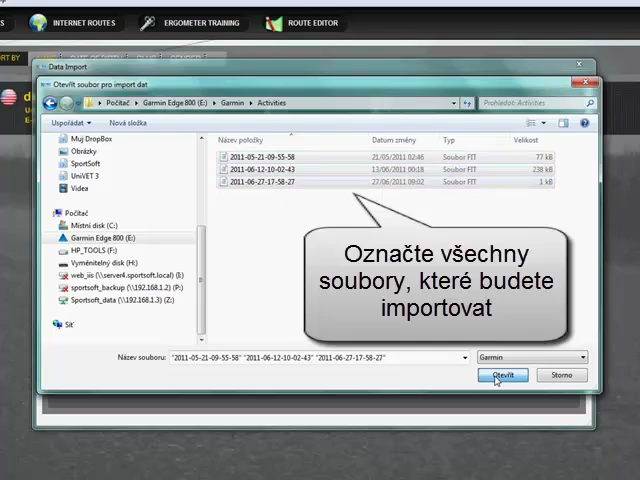 S
INTERNET ROUTES
ERGOMETER TRAINING
ROUTE EDITOR
Data Import
Otevřít soubor pro import dat
Počítač
Garmin Edge 800 (E:)
Garmin
Activities
Prohledat: Activities
Uspořádat
Nová složka
Muj DropBox
Obrázky
SportSoft
UniVET 3
Videa
Počítač
Místní disk (C:)
Garmin Edge 800 (E:)
HP_TOOLS (F:)
Vyměnitelný disk (H:)
web_iis (\\server4.sportsoft.local) (I:)
sportsoft_backup (\\192.168.1.2) (P:)
Sportsoft_data (\\192.168.1.3) (Z:)
Síť
Název položky
Datum změny
Typ
Velikost
2011-05-21-09-55-58
21/05/2011 02:46
Soubor FIT
77 kB
2011-06-12-10-02-43
13/06/2011 00:18
Soubor FIT
238 kB
2011-06-27-17-58-27
27/06/2011 09:02
Soubor FIT
1 kB
Označte všechny
soubory, které budete
importovat
Název souboru:
"2011-05-21-09-55-58" "2011-06-12-10-02-43" "2011-06-27-17-58-27"
Garmin
Otevřít
Storno